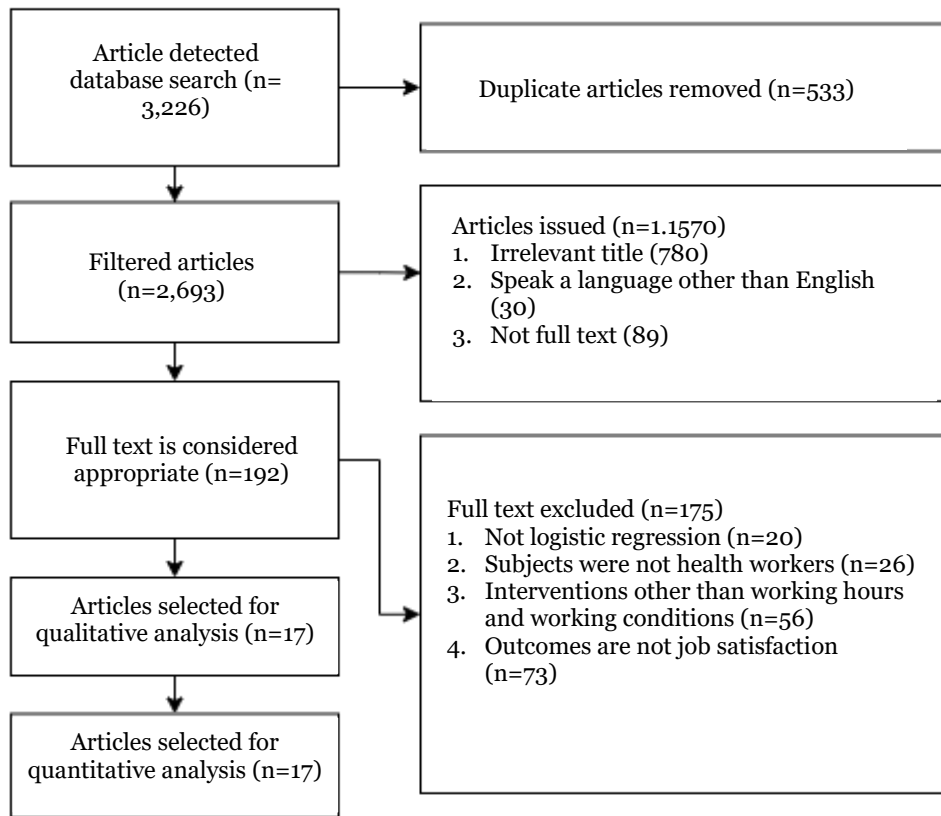 Article detected
database search (n=
3,226)
Duplicate articles removed (n=533)
Filtered articles
(n=2,693)
Articles issued (n=1.1570)
1. Irrelevant title (780)
2. Speak a language other than English
(30)
3. Not full text (89)
Full text is considered
appropriate (n=192)
Full text excluded (n=175)
1. Not logistic regression (n=20)
2. Subjects were not health workers (n=26)
3. Interventions other than working hours
and working conditions (n=56)
4. Outcomes are not job satisfaction
(n=73)
Articles selected for
qualitative analysis (n=17)
Articles selected for
quantitative analysis (n=17)